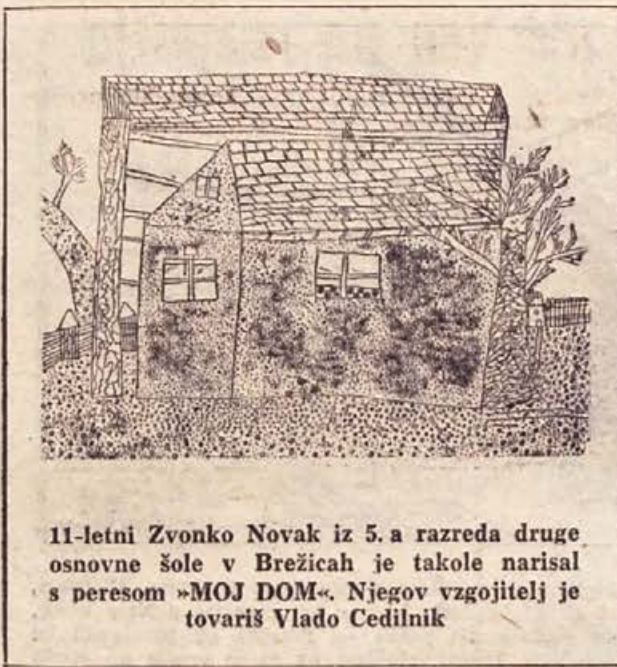 11-letni Zvonko Novak iz 5. a razreda druge
osnovne šole v Brežicah je takole narisal
s peresom »MOJ DOM«. Njegov vzgojitelj je
tovariš Vlado Cedilnik